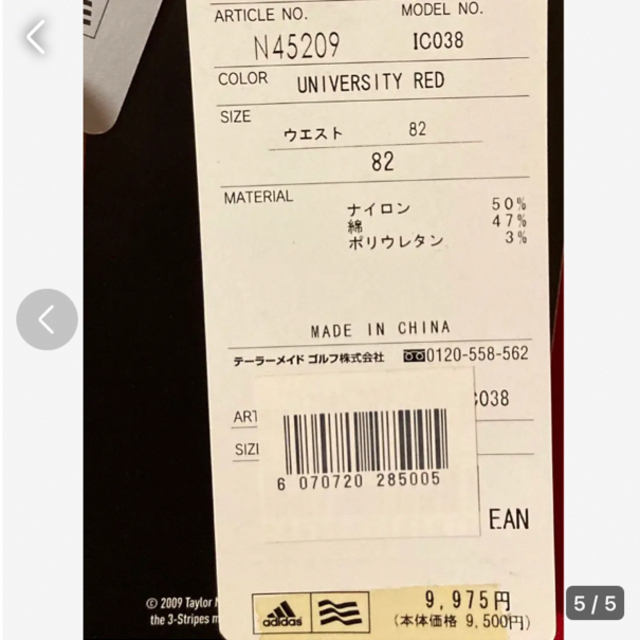 ARTICLE NO.
MODEL NO.
N45209
IC038
COLOR
UNIVERSITY RED
SIZE
ウエスト 82
82
MATERIAL
ナイロン 50%
綿 47%
ポリウレタン 3%
MADE IN CHINA
テーラーメイド ゴルフ株式会社 0120-558-562
6 070720 285005
EAN
© 2009 Taylor
the 3-Stripes
adidas
9,975円
(本体価格 9,500円)
5 / 5